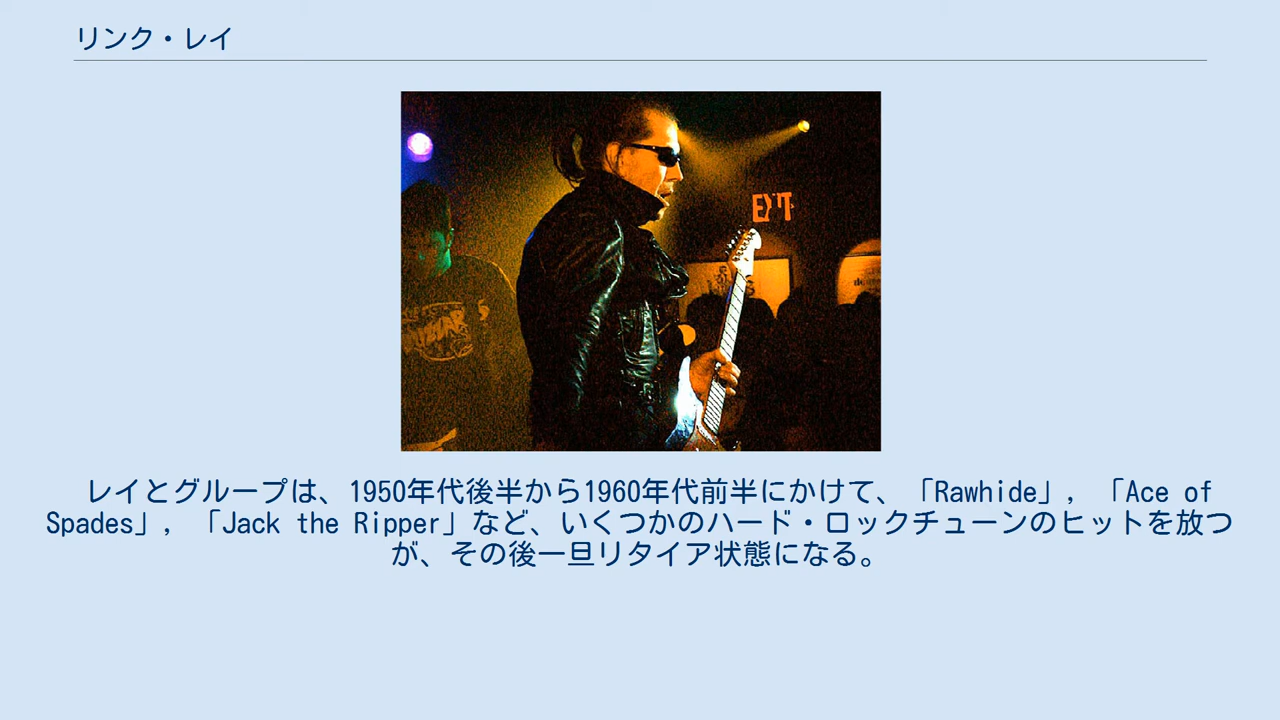 リンク・レイ
EXIT
レイとグループは、1950年代後半から1960年代前半にかけて、「Rawhide」, 「Ace of
Spades」, 「Jack the Ripper」など、いくつかのハード・ロックチューンのヒットを放つ
が、その後一旦リタイア状態になる。